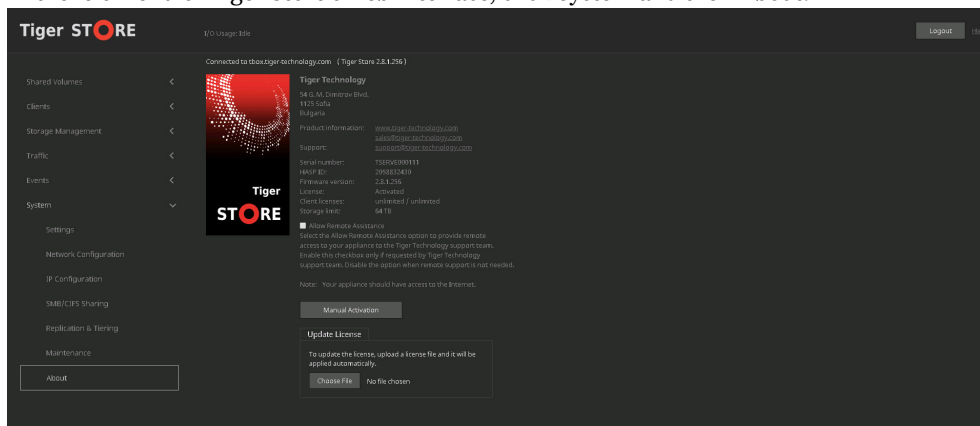 Tiger STORE
I/O Usage: Idle
Logout
Connected to tbox.tiger-technology.com ( Tiger Store 2.8.1.256 )
Shared Volumes
Clients
Storage Management
Traffic
Events
System
Settings
Network Configuration
IP Configuration
SMB/CIFS Sharing
Replication & Tiering
Maintenance
About
Tiger
STORE
Tiger Technology
54 G. M. Dimitrov Blvd.
1125 Sofia
Bulgaria
Product information: www.tiger-technology.com
sales@tiger-technology.com
Support: support@tiger-technology.com
Serial number: TSERVE000111
HASP ID: 2058832430
Firmware version: 2.8.1.256
License: Activated
Client licenses: unlimited / unlimited
Storage limit: 64 TB
Allow Remote Assistance
Select the Allow Remote Assistance option to provide remote
access to your appliance to the Tiger Technology support team.
Enable this checkbox only if requested by Tiger Technology
support team. Disable the option when remote support is not needed.
Note: Your appliance should have access to the Internet.
Manual Activation
Update License
To update the license, upload a license file and it will be
applied automatically.
Choose File No file chosen